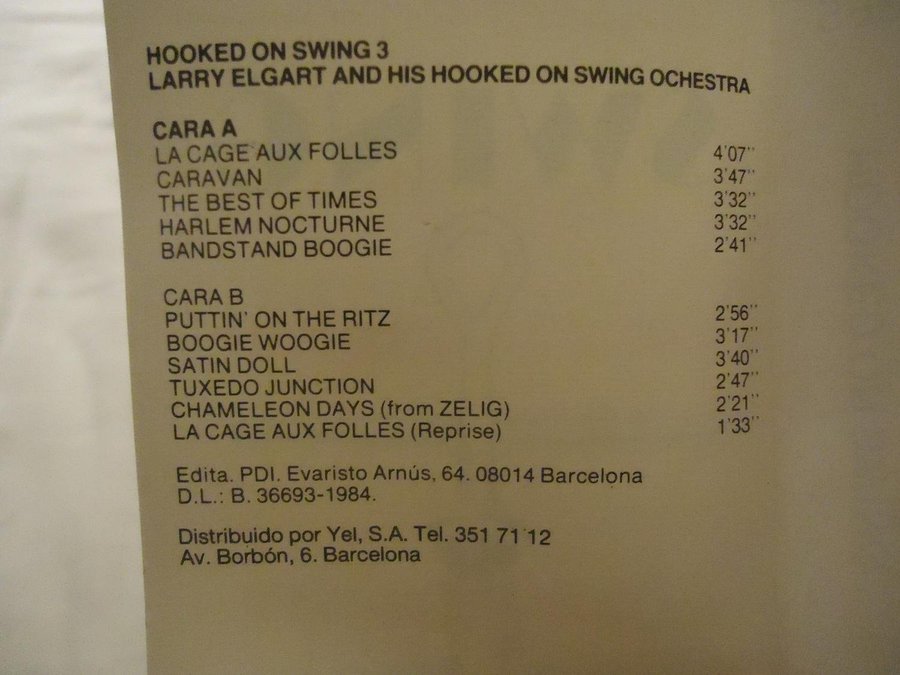 HOOKED ON SWING 3
LARRY ELGART AND HIS HOOKED ON SWING OCHESTRA
CARA A
LA CAGE AUX FOLLES 4'07''
CARAVAN 3'47''
THE BEST OF TIMES 3'32''
HARLEM NOCTURNE 3'32''
BANDSTAND BOOGIE 2'41''
CARA B
PUTTIN' ON THE RITZ 2'56''
BOOGIE WOOGIE 3'17''
SATIN DOLL 3'40''
TUXEDO JUNCTION 2'47''
CHAMELEON DAYS (from ZELIG) 2'21''
LA CAGE AUX FOLLES (Reprise) 1'33''
Edita. PDI. Evaristo Arnús, 64. 08014 Barcelona
D.L.: B. 36693-1984.
Distribuido por Yel, S.A. Tel. 351 71 12
Av. Borbón, 6. Barcelona